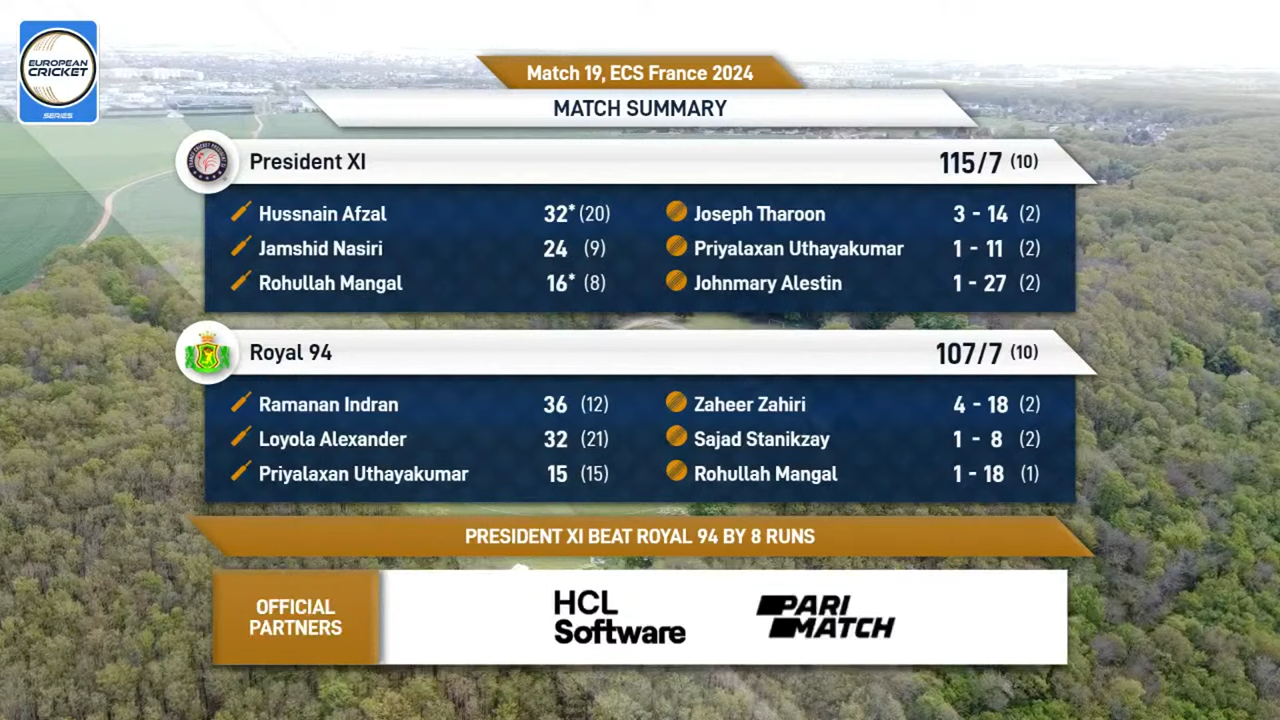 EUROPEAN
CRICKET
SERIES
Match 19, ECS France 2024
MATCH SUMMARY
President XI 115/7 (10)
Hussnain Afzal 32* (20) Joseph Tharoon 3 - 14 (2)
Jamshid Nasiri 24 (9) Priyalaxan Uthayakumar 1 - 11 (2)
Rohullah Mangal 16* (8) Johnmary Alestin 1 - 27 (2)
Royal 94 107/7 (10)
Ramanan Indran 36 (12) Zaheer Zahiri 4 - 18 (2)
Loyola Alexander 32 (21) Sajad Stanikzay 1 - 8 (2)
Priyalaxan Uthayakumar 15 (15) Rohullah Mangal 1 - 18 (1)
PRESIDENT XI BEAT ROYAL 94 BY 8 RUNS
OFFICIAL
PARTNERS
HCL
Software
PARI
MATCH